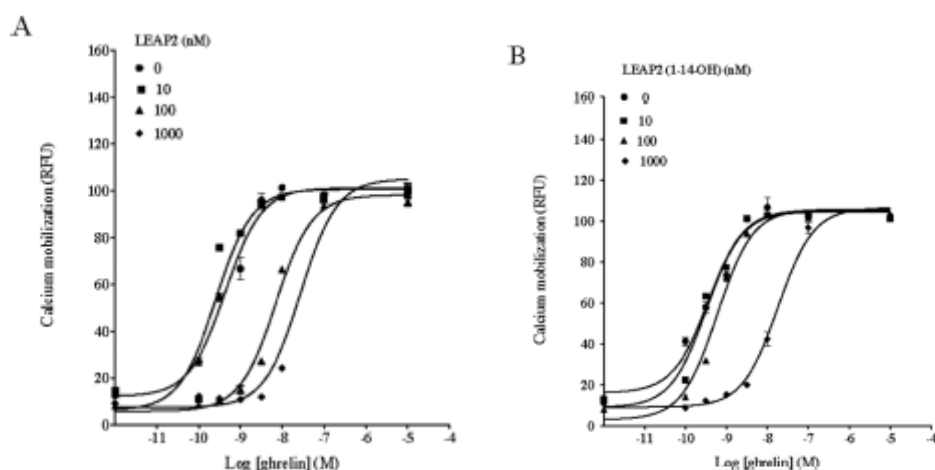 A
LEAP2 (nM)
0
10
100
1000
160
140
120
100
80
60
40
20
0
Calcium mobilization (RFU)
-11 -10 -9 -8 -7 -6 -5 -4
Log [ghrelin] (M)
B
LEAP2 (1-14-OH) (nM)
0
10
100
1000
160
140
120
100
80
60
40
20
0
Calcium mobilization (RFU)
-11 -10 -9 -8 -7 -6 -5 -4
Log [ghrelin] (M)